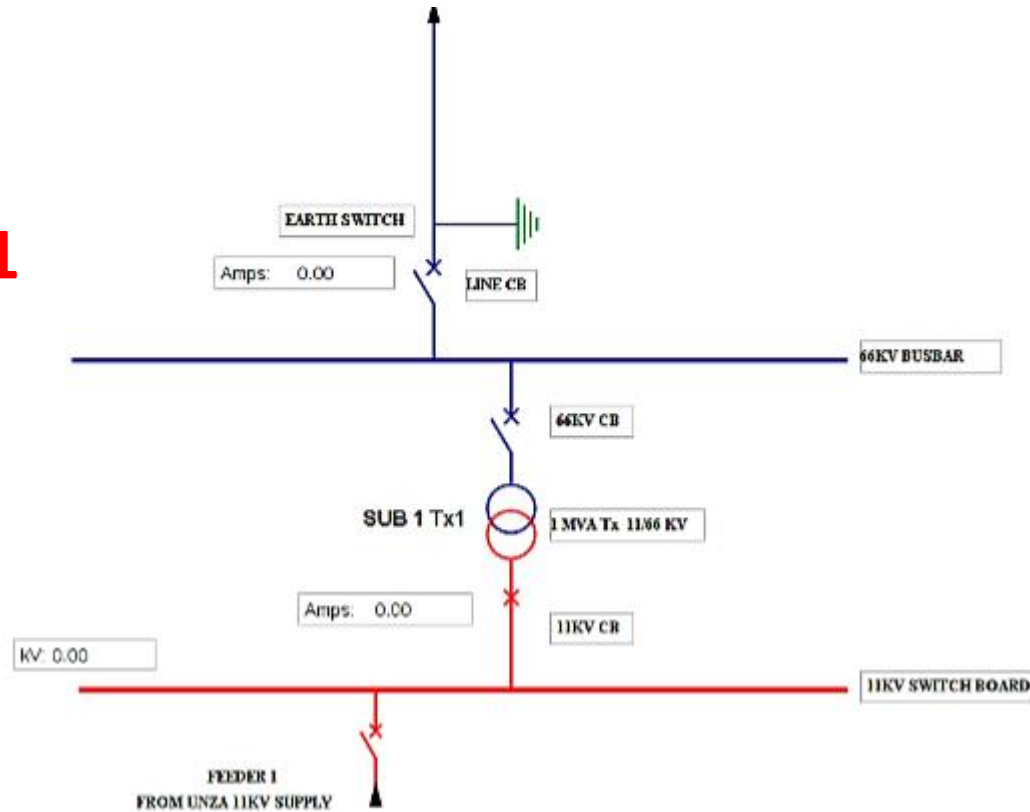 EARTH SWITCH
1
Amps: 0.00
LINE CB
66KV BUSBAR
66KV CB
SUB 1 Tx1
1 MVA Tx 11/66 KV
Amps: 0.00
11KV CB
KV: 0.00
11KV SWITCH BOARD
FEEDER 1
FROM UNZA 11KV SUPPLY